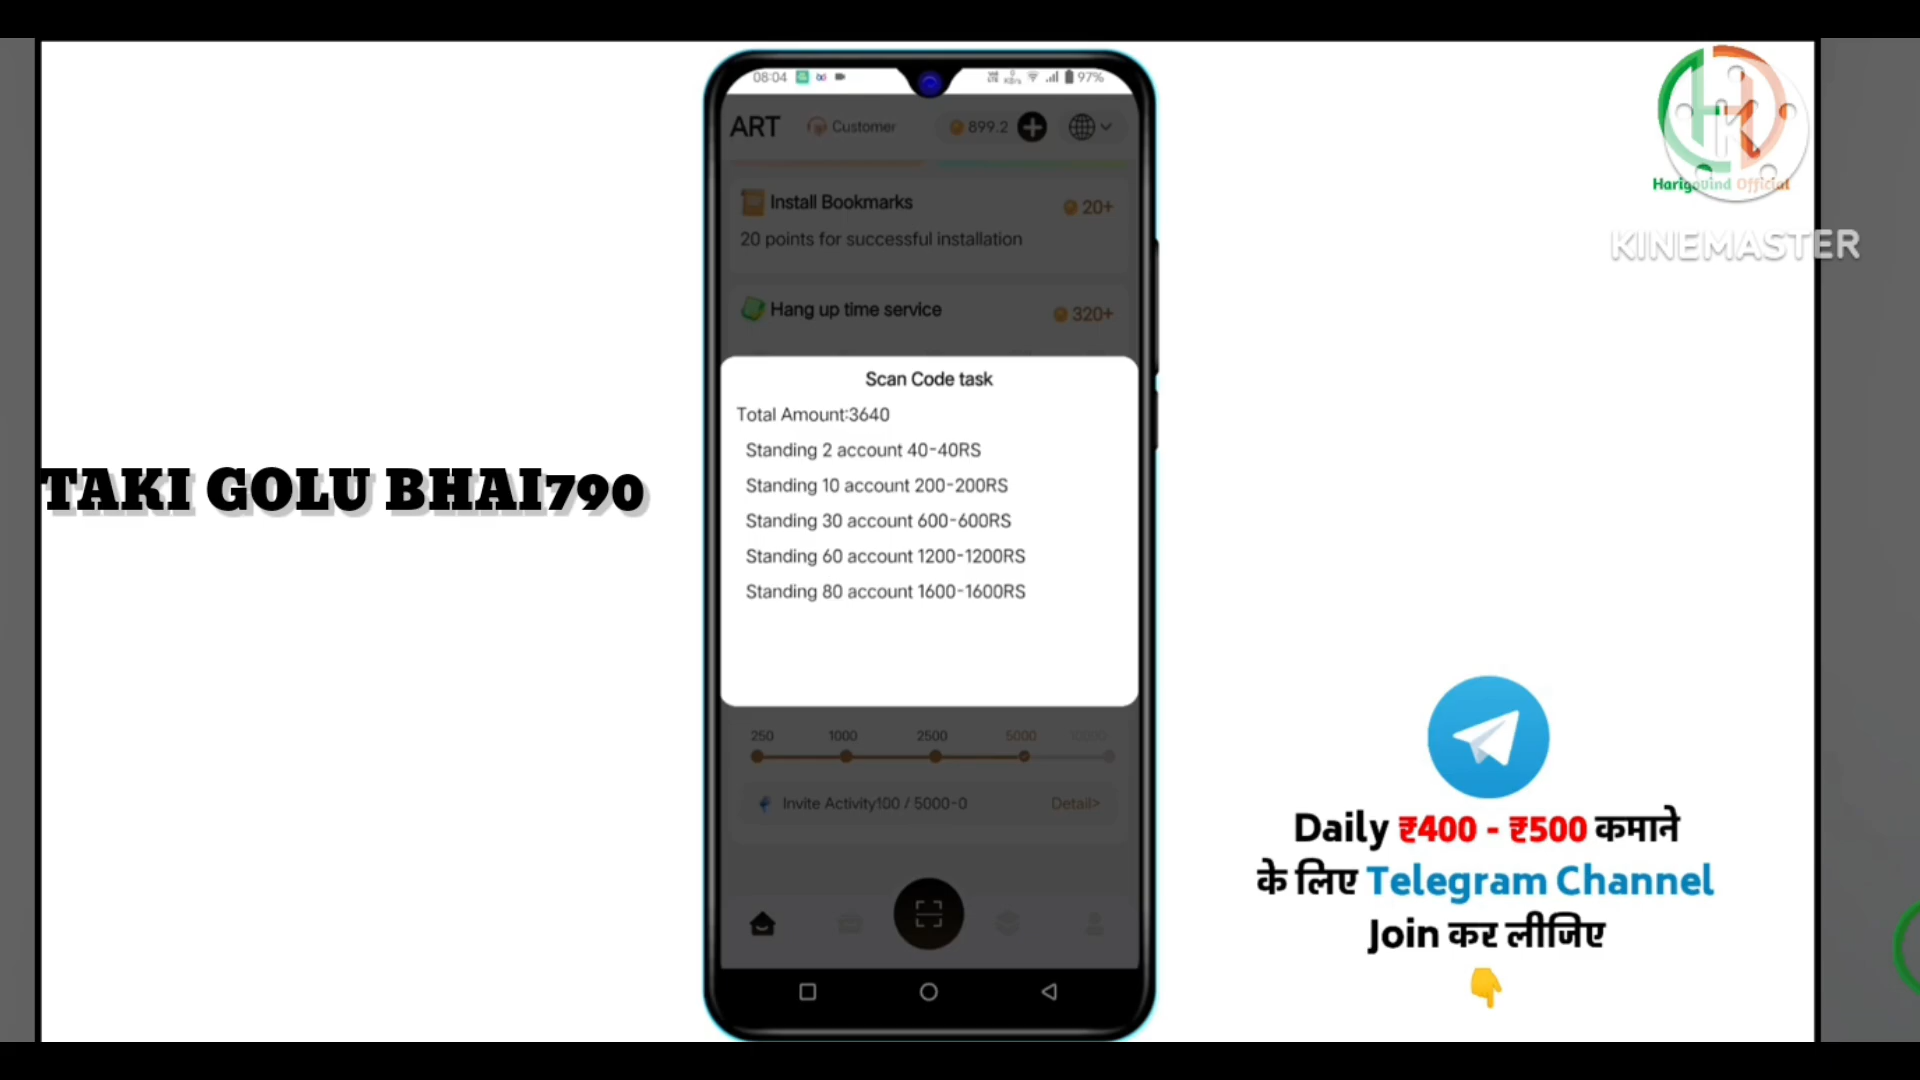 08:04
97%
ART
Customer
899.2
Install Bookmarks
20+
20 points for successful installation
Hang up time service
320+
Scan Code task
Total Amount:3640
Standing 2 account 40-40RS
Standing 10 account 200-200RS
Standing 30 account 600-600RS
Standing 60 account 1200-1200RS
Standing 80 account 1600-1600RS
250 1000 2500 5000 10000
Invite Activity100 / 5000-0
Detail>
TAKI GOLU BHAI790
Harigovind Official
KINEMASTER
Daily ₹400 - ₹500 कमाने
के लिए Telegram Channel
Join कर लीजिए